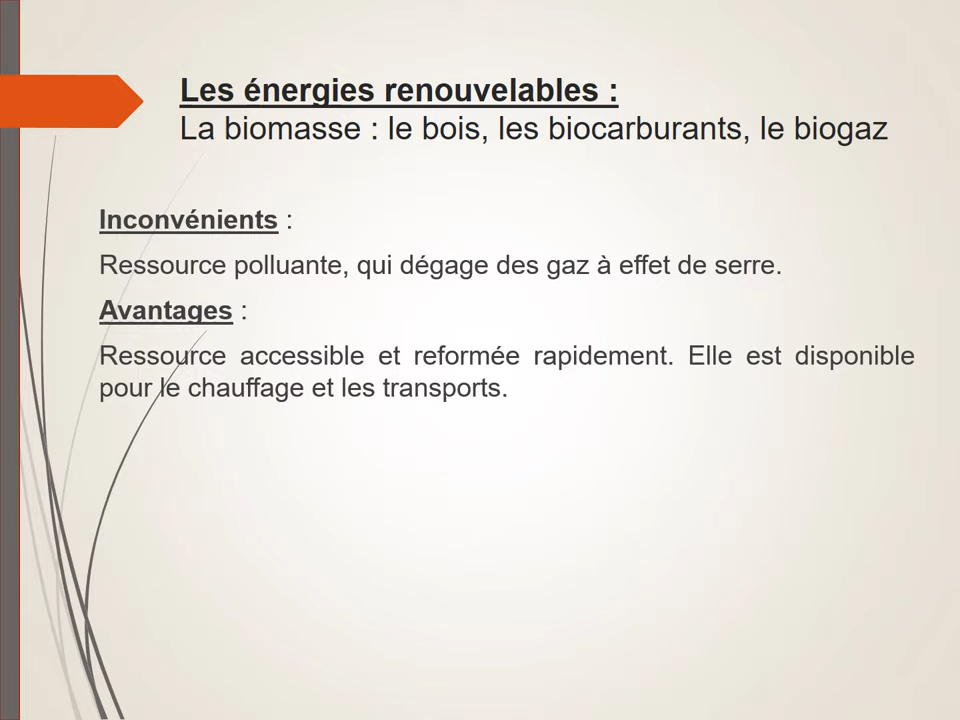 Les énergies renouvelables :
La biomasse : le bois, les biocarburants, le biogaz
Inconvénients :
Ressource polluante, qui dégage des gaz à effet de serre.
Avantages :
Ressource accessible et reformée rapidement. Elle est disponible
pour le chauffage et les transports.